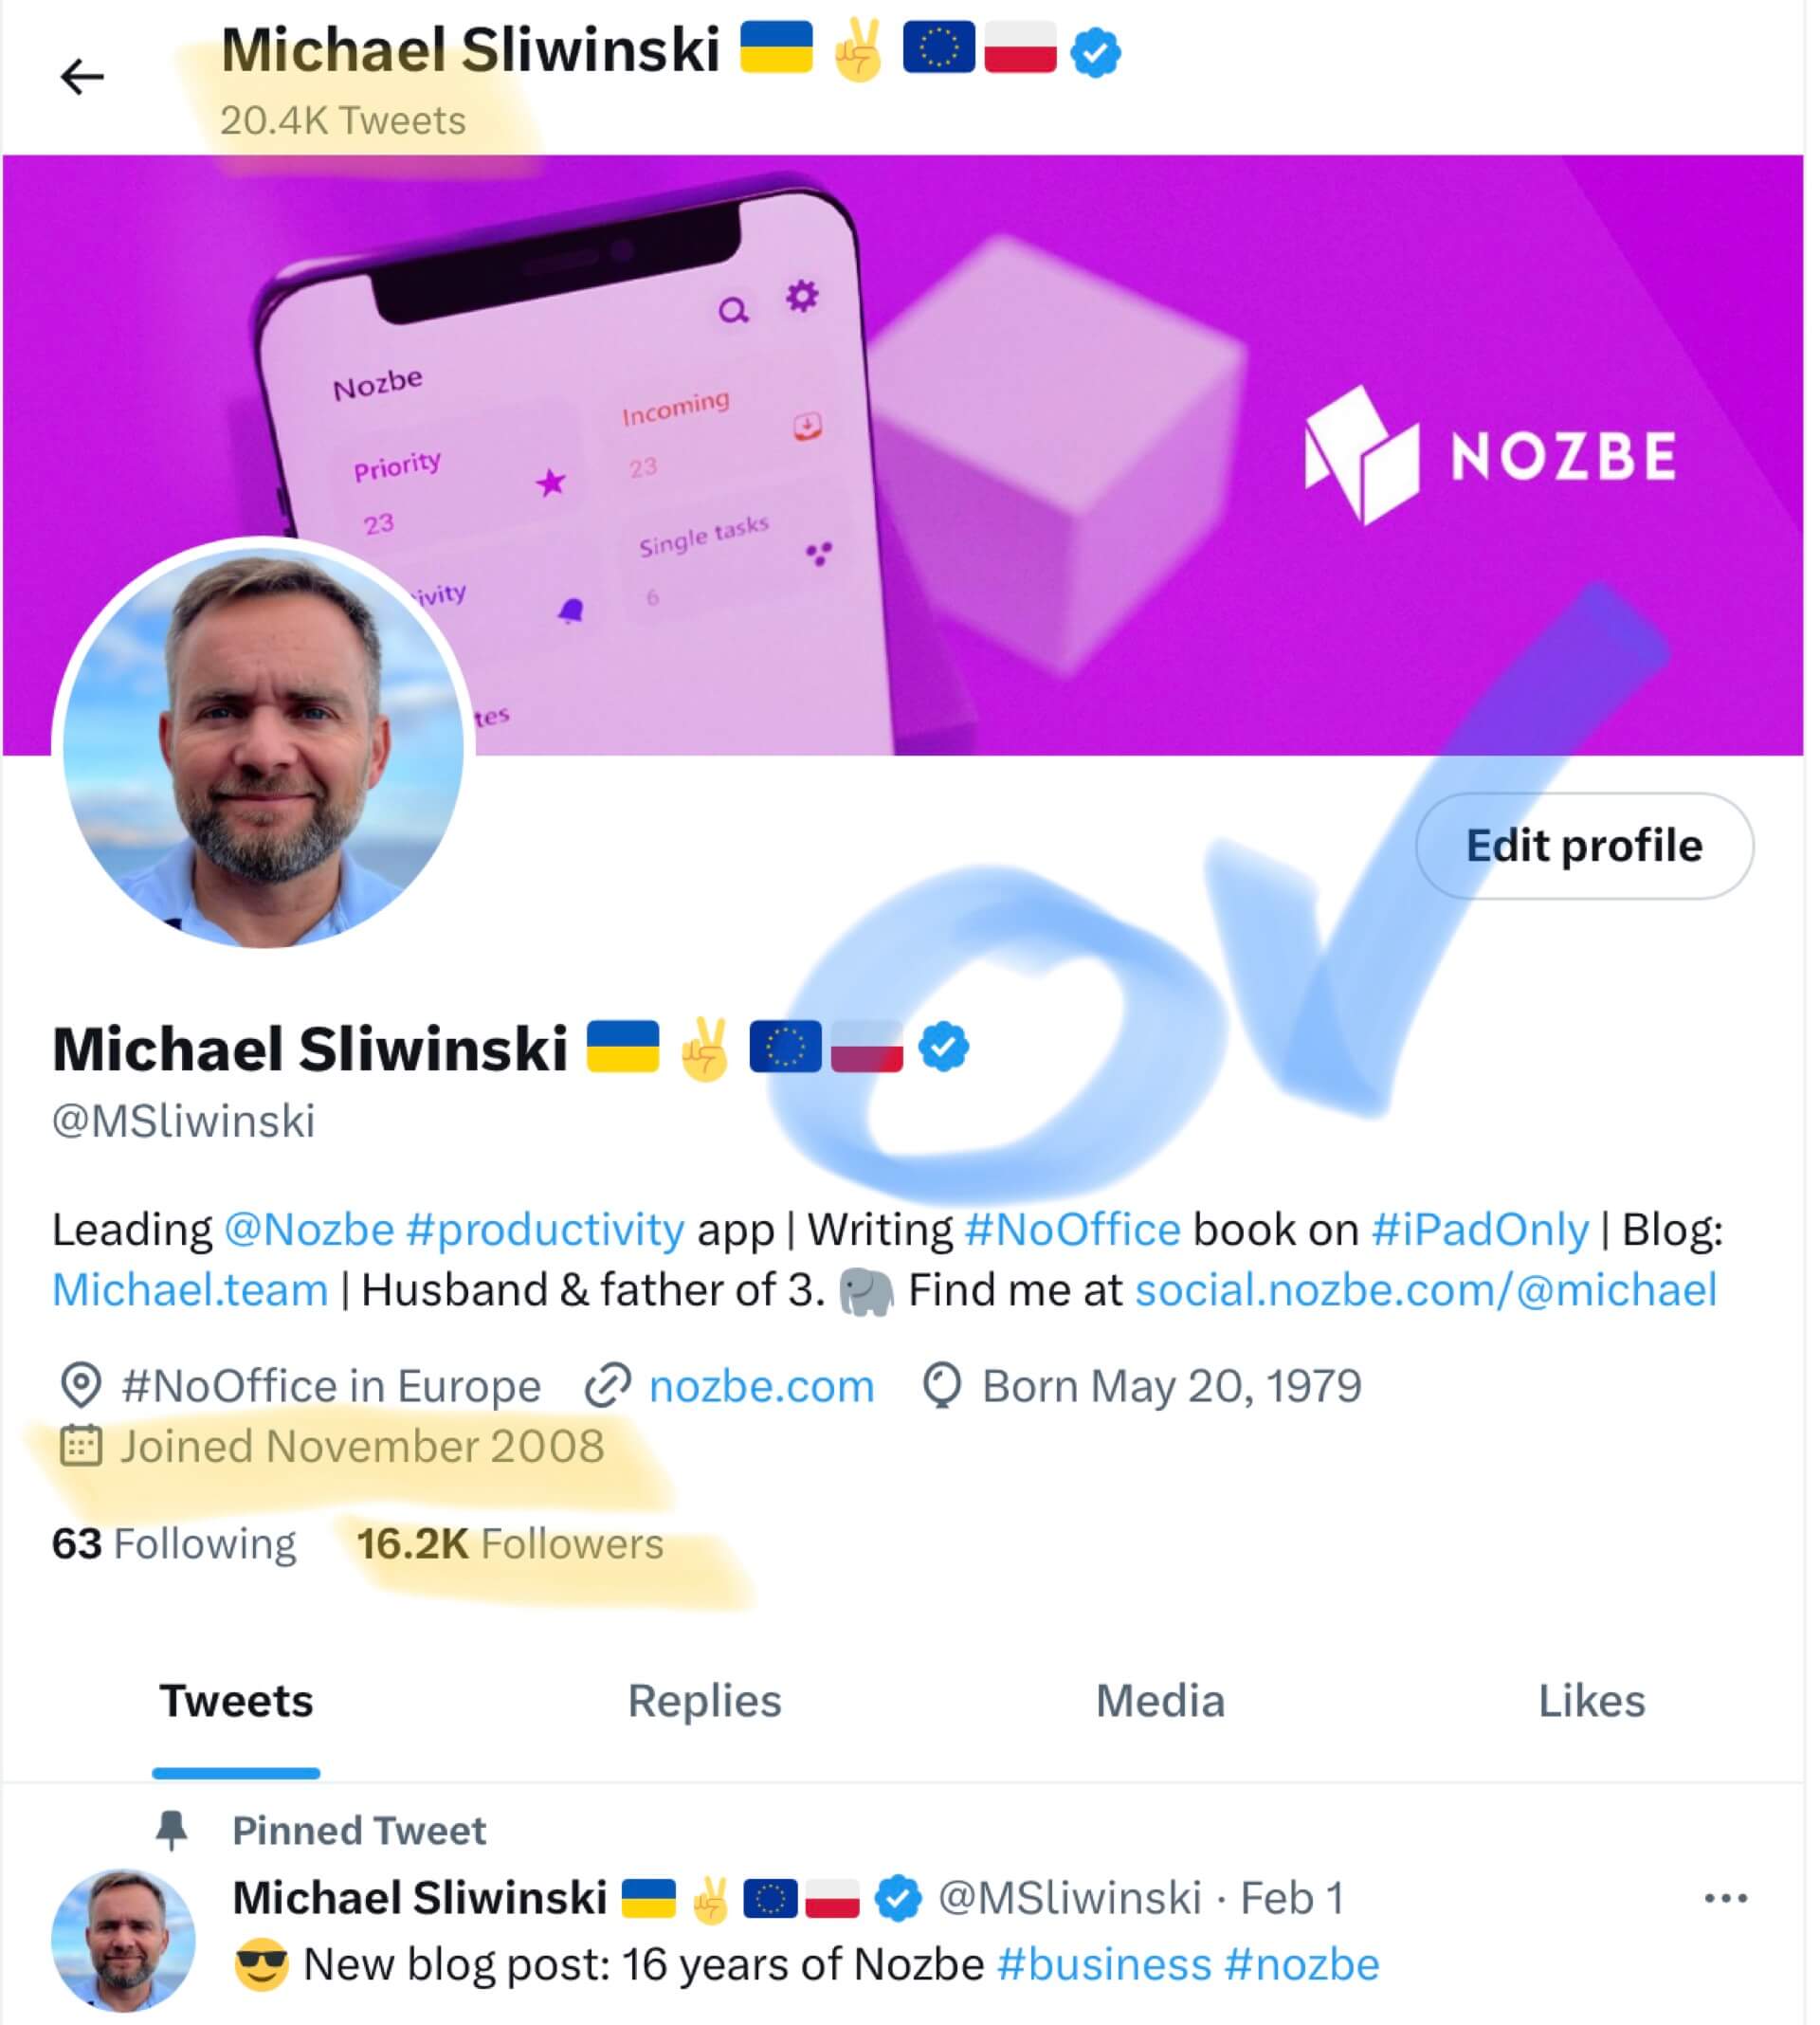 Michael Sliwinski 🇺🇦✌️🇪🇺🇵🇱
20.4K Tweets
Nozbe
Incoming
23
Priority
23
Single tasks
6
ivity
tes
NOZBE
Edit profile
Michael Sliwinski 🇺🇦✌️🇪🇺🇵🇱
@MSliwinski
Leading @Nozbe #productivity app | Writing #NoOffice book on #iPadOnly | Blog:
Michael.team | Husband & father of 3. 🐘 Find me at social.nozbe.com/@michael
#NoOffice in Europe nozbe.com Born May 20, 1979
Joined November 2008
63 Following 16.2K Followers
Tweets Replies Media Likes
Pinned Tweet
Michael Sliwinski 🇺🇦✌️🇪🇺🇵🇱 @MSliwinski · Feb 1
😎 New blog post: 16 years of Nozbe #business #nozbe